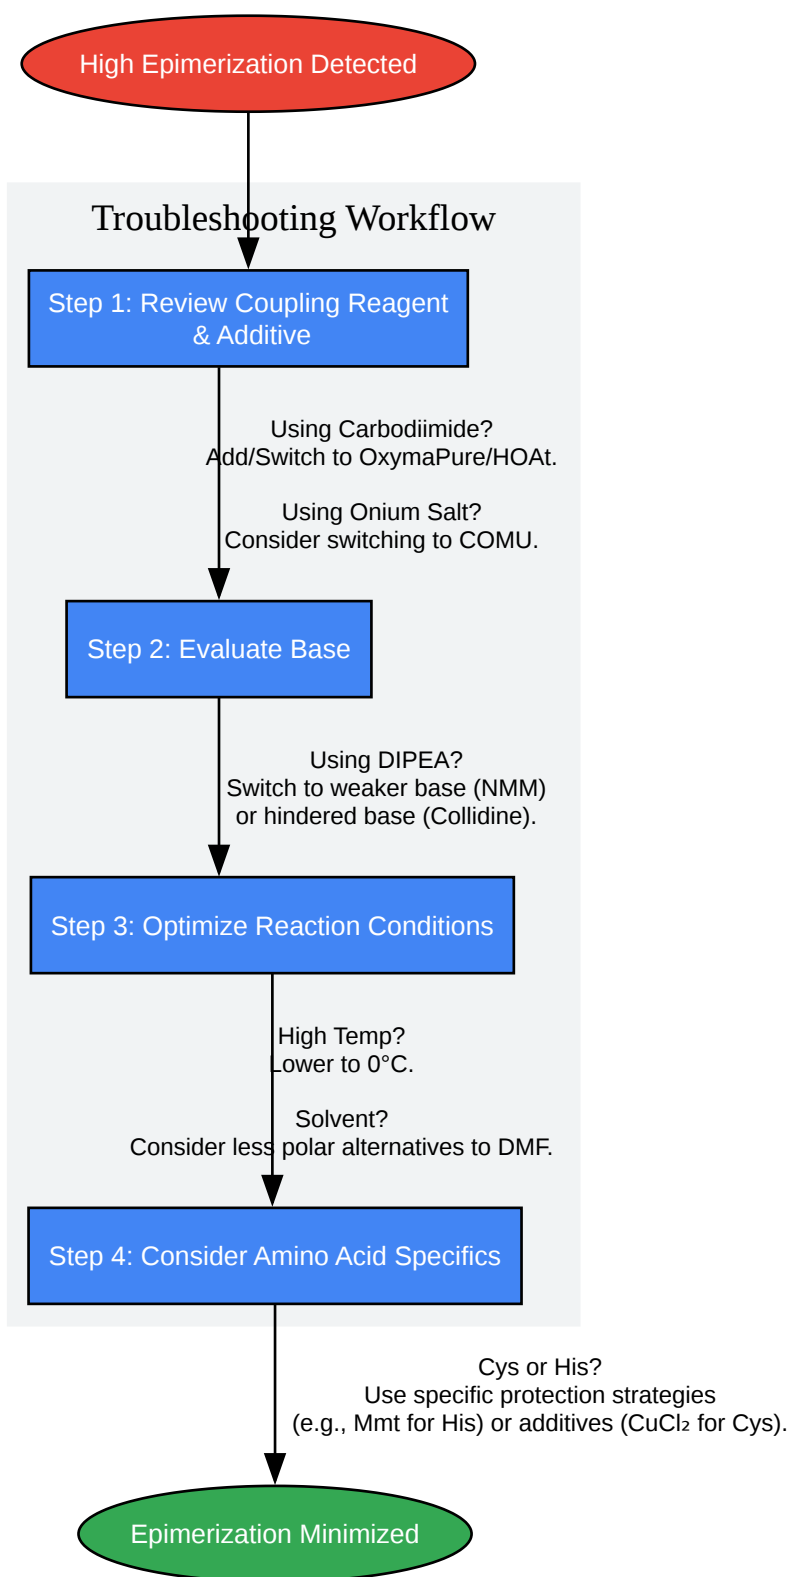 High Epimerization Detected
Troubleshooting Workflow
Step 1: Review Coupling Reagent
& Additive
Using Carbodiimide?
Add/Switch to OxymaPure/HOAt.
Using Onium Salt?
Consider switching to COMU.
Step 2: Evaluate Base
Using DIPEA?
Switch to weaker base (NMM)
or hindered base (Collidine).
Step 3: Optimize Reaction Conditions
High Temp?
Lower to 0°C.
Solvent?
Consider less polar alternatives to DMF.
Step 4: Consider Amino Acid Specifics
Cys or His?
Use specific protection strategies
(e.g., Mmt for His) or additives (CuCl₂ for Cys).
Epimerization Minimized